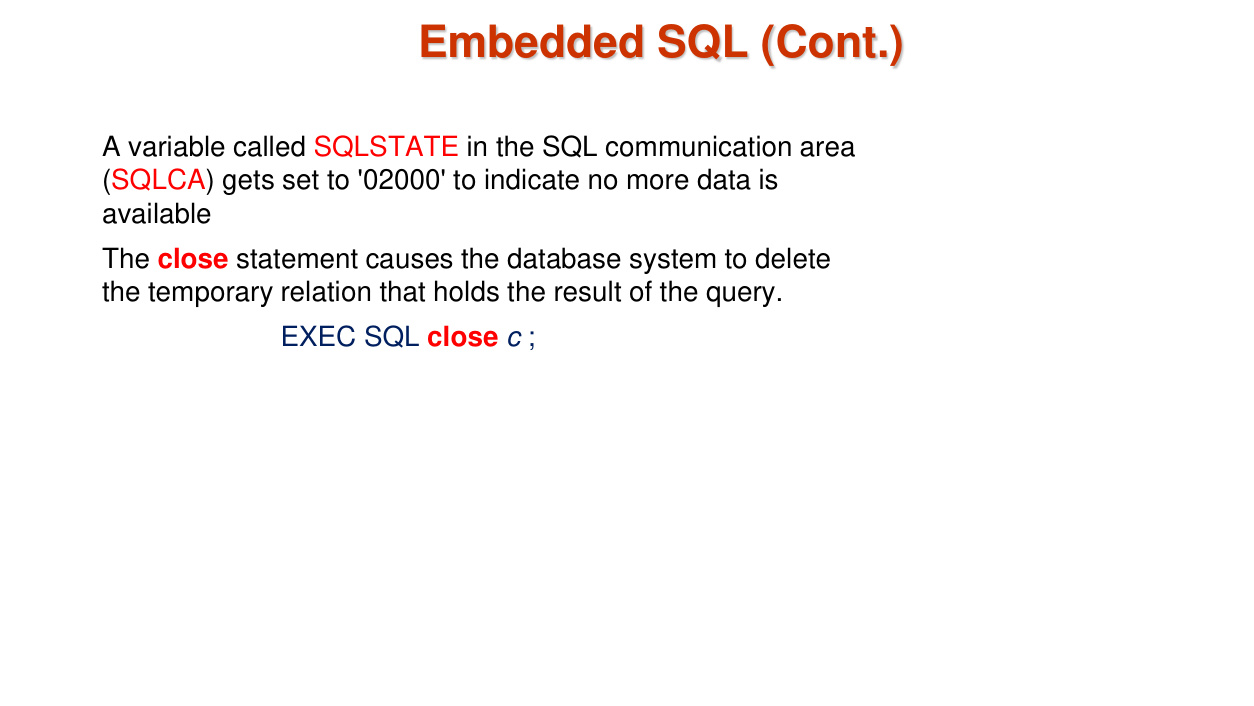 Embedded SQL (Cont.)
A variable called SQLSTATE in the SQL communication area
(SQLCA) gets set to '02000' to indicate no more data is
available
The close statement causes the database system to delete
the temporary relation that holds the result of the query.
EXEC SQL close c ;